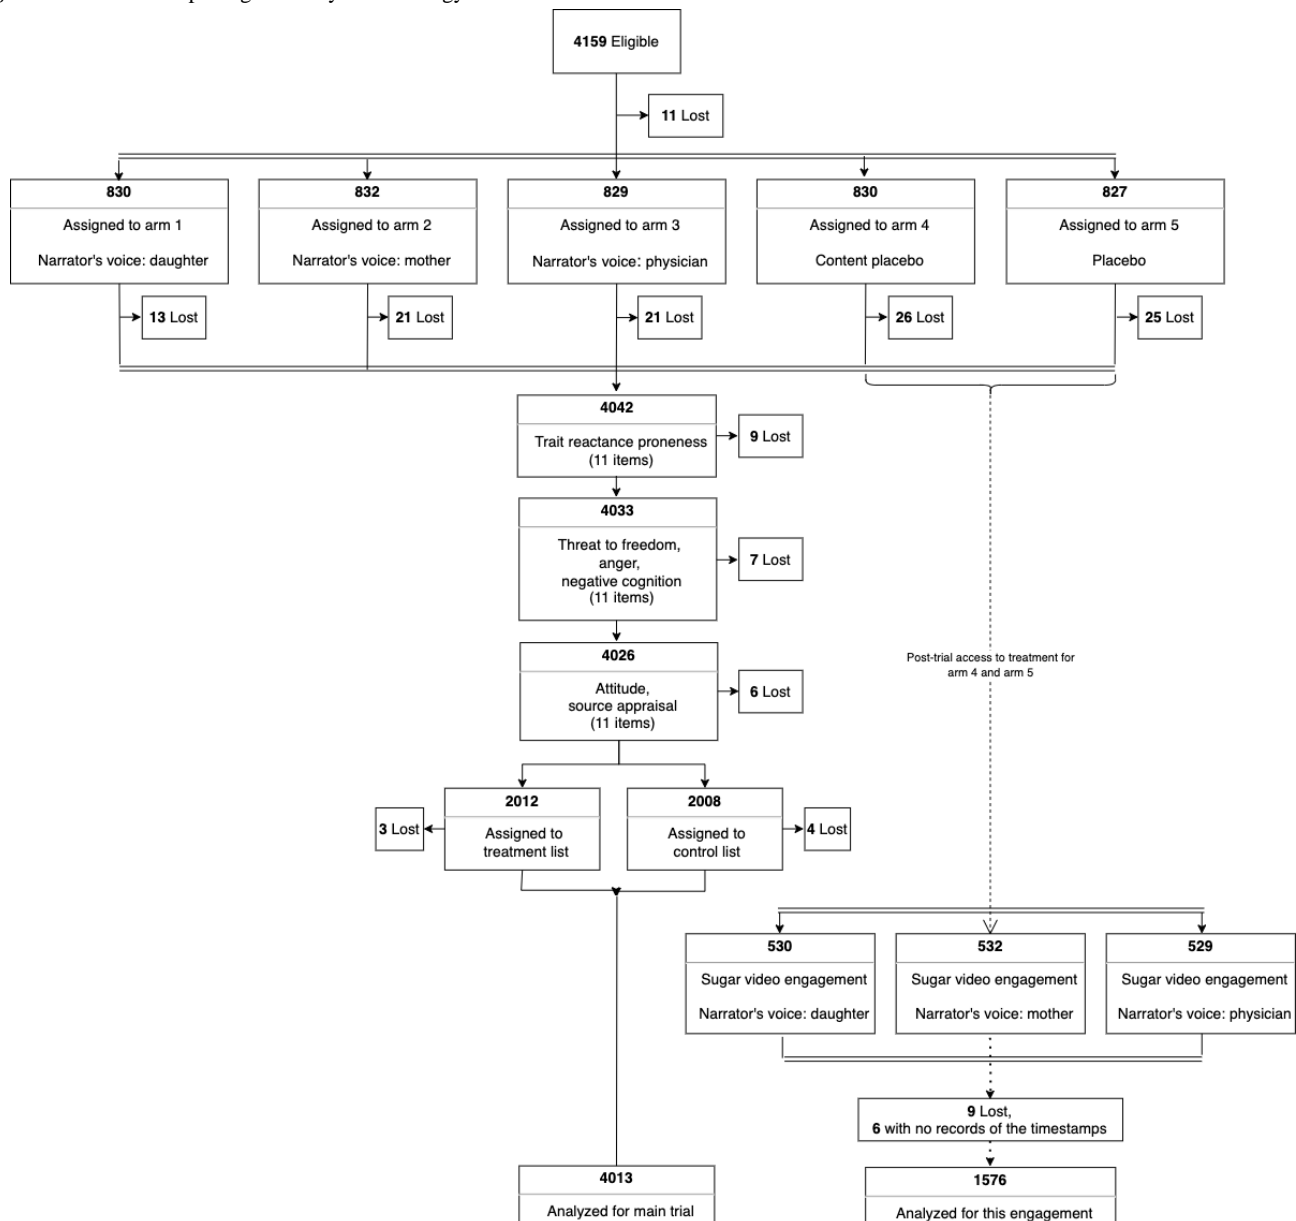 4159 Eligible
11 Lost
830
Assigned to arm 1
Narrator's voice: daughter
832
Assigned to arm 2
Narrator's voice: mother
829
Assigned to arm 3
Narrator's voice: physician
830
Assigned to arm 4
Content placebo
827
Assigned to arm 5
Placebo
13 Lost
21 Lost
21 Lost
26 Lost
25 Lost
4042
Trait reactance proneness
(11 items)
9 Lost
4033
Threat to freedom,
anger,
negative cognition
(11 items)
7 Lost
4026
Attitude,
source appraisal
(11 items)
6 Lost
Post-trial access to treatment for
arm 4 and arm 5
2012
Assigned to
treatment list
3 Lost
2008
Assigned to
control list
4 Lost
530
Sugar video engagement
Narrator's voice: daughter
532
Sugar video engagement
Narrator's voice: mother
529
Sugar video engagement
Narrator's voice: physician
9 Lost,
6 with no records of the timestamps
4013
Analyzed for main trial
1576
Analyzed for this engagement